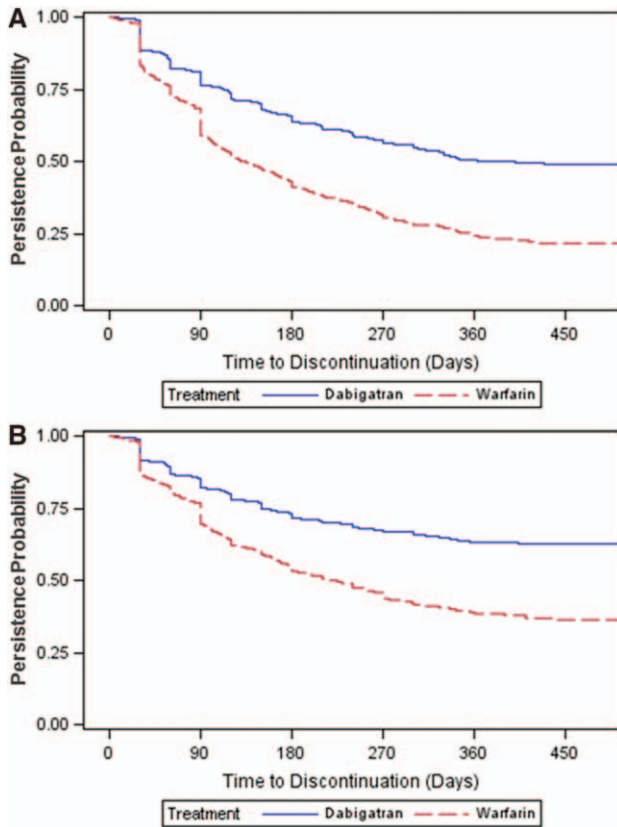 A
1.00
0.75
0.50
0.25
0.00
Persistence Probability
0 90 180 270 360 450
Time to Discontinuation (Days)
Treatment Dabigatran Warfarin
B
1.00
0.75
0.50
0.25
0.00
Persistence Probability
0 90 180 270 360 450
Time to Discontinuation (Days)
Treatment Dabigatran Warfarin